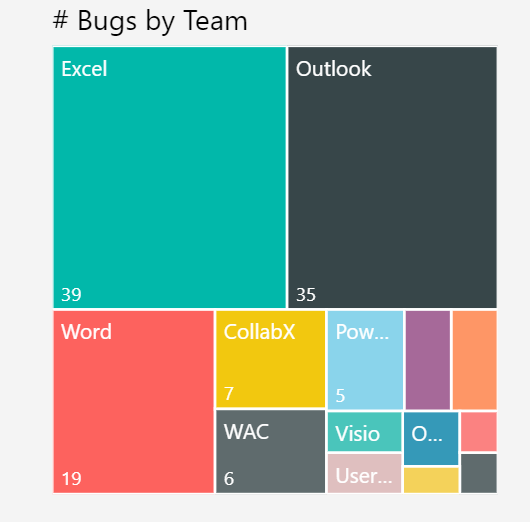 # Bugs by Team
Excel
39
Outlook
35
Word
19
CollabX
7
WAC
6
Pow...
5
Visio
User...
O...